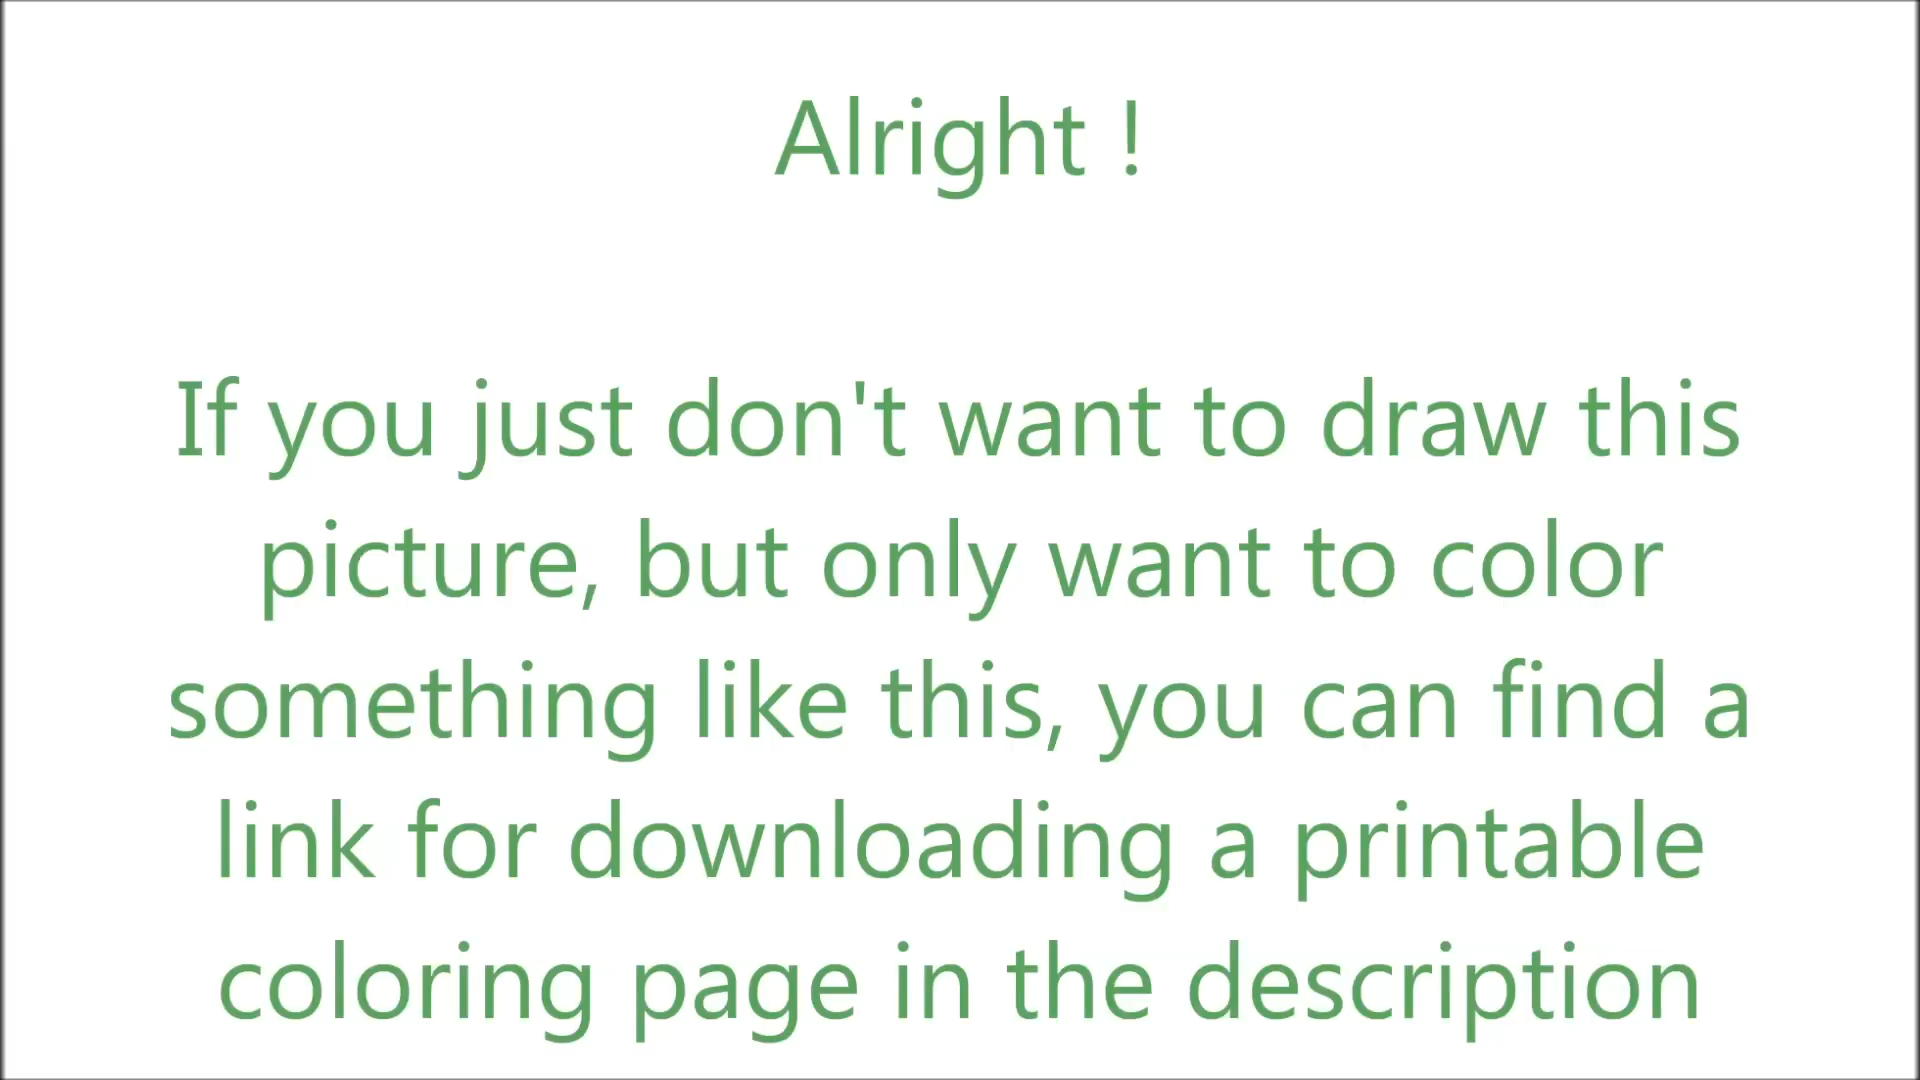 Alright !
If you just don't want to draw this
picture, but only want to color
something like this, you can find a
link for downloading a printable
coloring page in the description